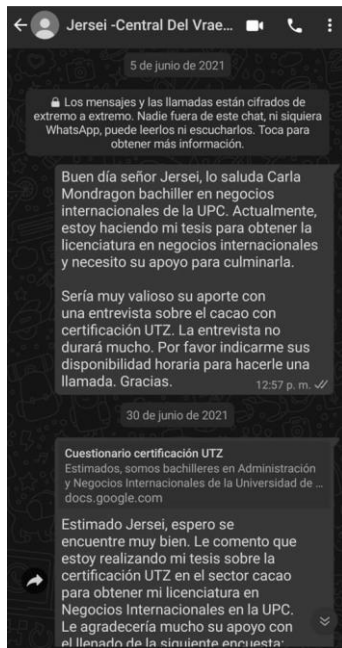 Jersei -Central Del Vrae...
5 de junio de 2021
Los mensajes y las llamadas están cifrados de
extremo a extremo. Nadie fuera de este chat, ni siquiera
WhatsApp, puede leerlos ni escucharlos. Toca para
obtener más información.
Buen día señor Jersei, lo saluda Carla
Mondragon bachiller en negocios
internacionales de la UPC. Actualmente,
estoy haciendo mi tesis para obtener la
licenciatura en negocios internacionales
y necesito su apoyo para culminarla.
Sería muy valioso su aporte con
una entrevista sobre el cacao con
certificación UTZ. La entrevista no
durará mucho. Por favor indicarme sus
disponibilidad horaria para hacerle una
llamada. Gracias.
12:57 p. m.
30 de junio de 2021
Cuestionario certificación UTZ
Estimados, somos bachilleres en Administración
y Negocios Internacionales de la Universidad de ...
docs.google.com
Estimado Jersei, espero se
encuentre muy bien. Le comento que
estoy realizando mi tesis sobre la
certificación UTZ en el sector cacao
para obtener mi licenciatura en
Negocios Internacionales en la UPC.
Le agradecería mucho su apoyo con
el llenado de la siguiente encuesta: